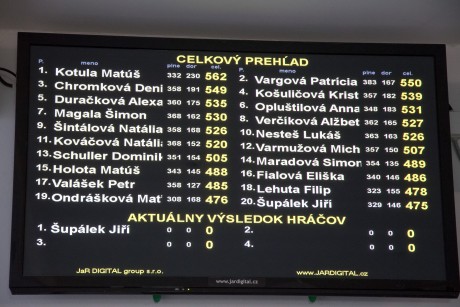 CELKOVÝ PREHĽAD
P. meno plne dor cel. P. meno plne dor cel.
1. Kotula Matúš 332 230 562 2. Vargová Patricia 383 167 550
3. Chromková Deni 358 191 549 4. Košuličová Krist 357 182 539
5. Duračková Alexa 360 175 535 6. Opluštilová Anna 348 183 531
7. Magala Šimon 368 162 530 8. Verčíková Alžbet 362 165 527
9. Šintálová Natália 368 158 526 10. Nesteš Lukáš 363 163 526
11. Kováčová Natália 368 152 520 12. Varmužová Mich 357 150 507
13. Schuller Dominik 351 154 505 14. Maradová Simon 354 135 489
15. Holota Matúš 343 145 488 16. Fialová Eliška 340 146 486
17. Valášek Petr 358 127 485 18. Lehuta Filip 323 155 478
19. Ondrášková Mať 308 168 476 20. Šupálek Jiří 329 146 475
AKTUÁLNY VÝSLEDOK HRÁČOV
1. Šupálek Jiří 0 0 0 2. 0 0 0
3. 0 0 0 4. 0 0 0
JaR DIGITAL group s.r.o. www.jardigital.cz www.JARDIGITAL.cz